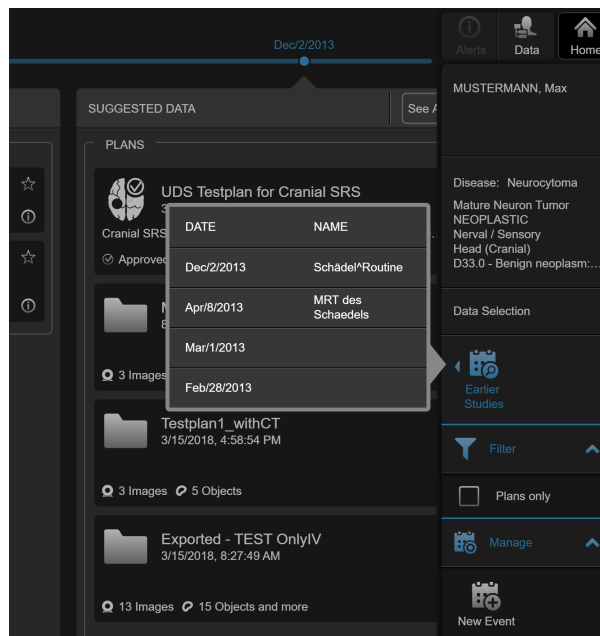 Dec/2/2013
Alerts
Data
Home
SUGGESTED DATA
See
PLANS
UDS Testplan for Cranial SRS
Cranial SRS
Approved
DATE NAME
Dec/2/2013 Schädel^Routine
Apr/8/2013 MRT des
Schaedels
Mar/1/2013
Feb/28/2013
3 Images
Testplan1_withCT
3/15/2018, 4:58:54 PM
3 Images 5 Objects
Exported - TEST OnlyIV
3/15/2018, 8:27:49 AM
13 Images 15 Objects and more
MUSTERMANN, Max
Disease: Neurocytoma
Mature Neuron Tumor
NEOPLASTIC
Nerval / Sensory
Head (Cranial)
D33.0 - Benign neoplasm:...
Data Selection
Earlier
Studies
Filter
Plans only
Manage
New Event